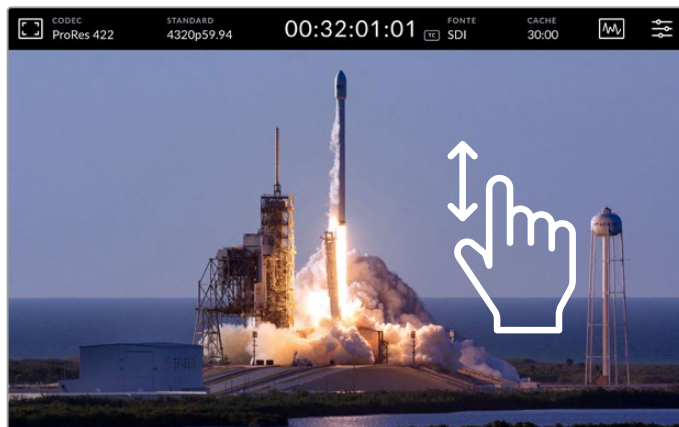 CODEC
ProRes 422
STANDARD
4320p59.94
00:32:01:01
TC
FONTE
SDI
CACHE
30:00